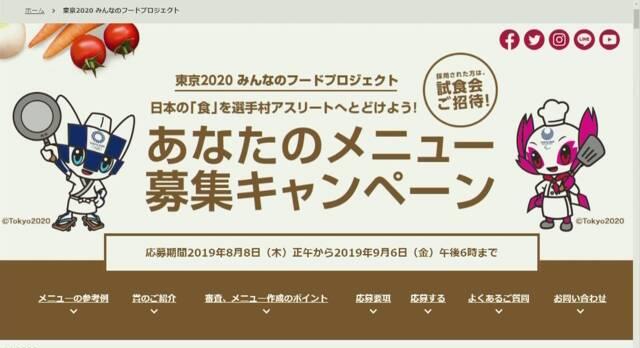 ホーム > 東京2020 みんなのフードプロジェクト
東京2020 みんなのフードプロジェクト
採用された方は、
試食会
ご招待!
日本の「食」を選手村アスリートへとどけよう!
あなたのメニュー
募集キャンペーン
©Tokyo2020
©Tokyo2020
応募期間2019年8月8日（木）正午から2019年9月6日（金）午後6時まで
メニューの参考例 賞のご紹介 審査、メニュー作成のポイント 応募要項 応募する よくあるご質問 お問い合わせ